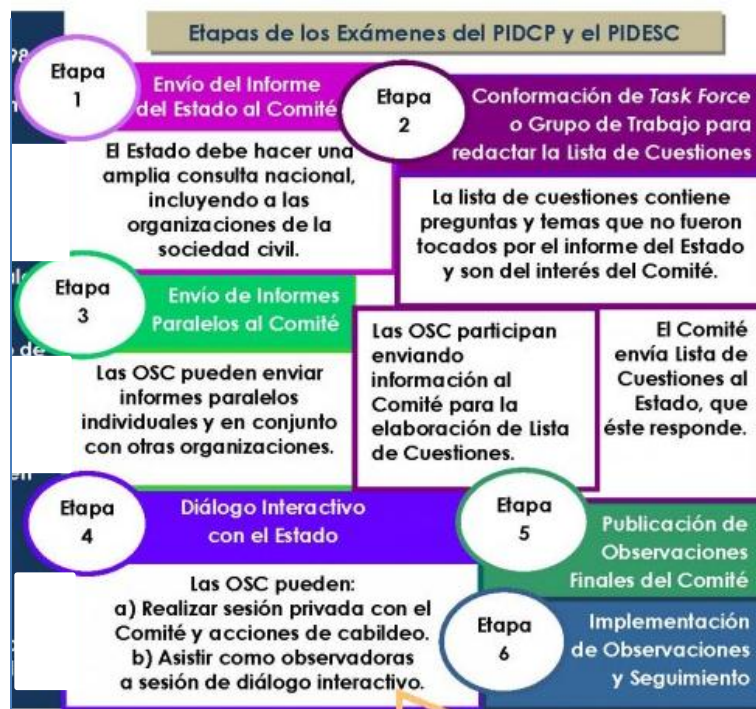 Etapas de los Exámenes del PIDCP y el PIDESC
Etapa
1
Envío del Informe
del Estado al Comité
El Estado debe hacer una
amplia consulta nacional,
incluyendo a las
organizaciones de la
sociedad civil.
Etapa
2
Conformación de Task Force
o Grupo de Trabajo para
redactar la Lista de Cuestiones
La lista de cuestiones contiene
preguntas y temas que no fueron
tocados por el informe del Estado
y son del interés del Comité.
Las OSC participan
enviando
información al
Comité para la
elaboración de Lista
de Cuestiones.
El Comité
envía Lista de
Cuestiones al
Estado, que
éste responde.
Etapa
3
Envío de Informes
Paralelos al Comité
Las OSC pueden enviar
informes paralelos
individuales y en conjunto
con otras organizaciones.
Etapa
4
Diálogo Interactivo
con el Estado
Las OSC pueden:
a) Realizar sesión privada con el
Comité y acciones de cabildeo.
b) Asistir como observadoras
a sesión de diálogo interactivo.
Etapa
5
Publicación de
Observaciones
Finales del Comité
Etapa
6
Implementación
de Observaciones
y Seguimiento